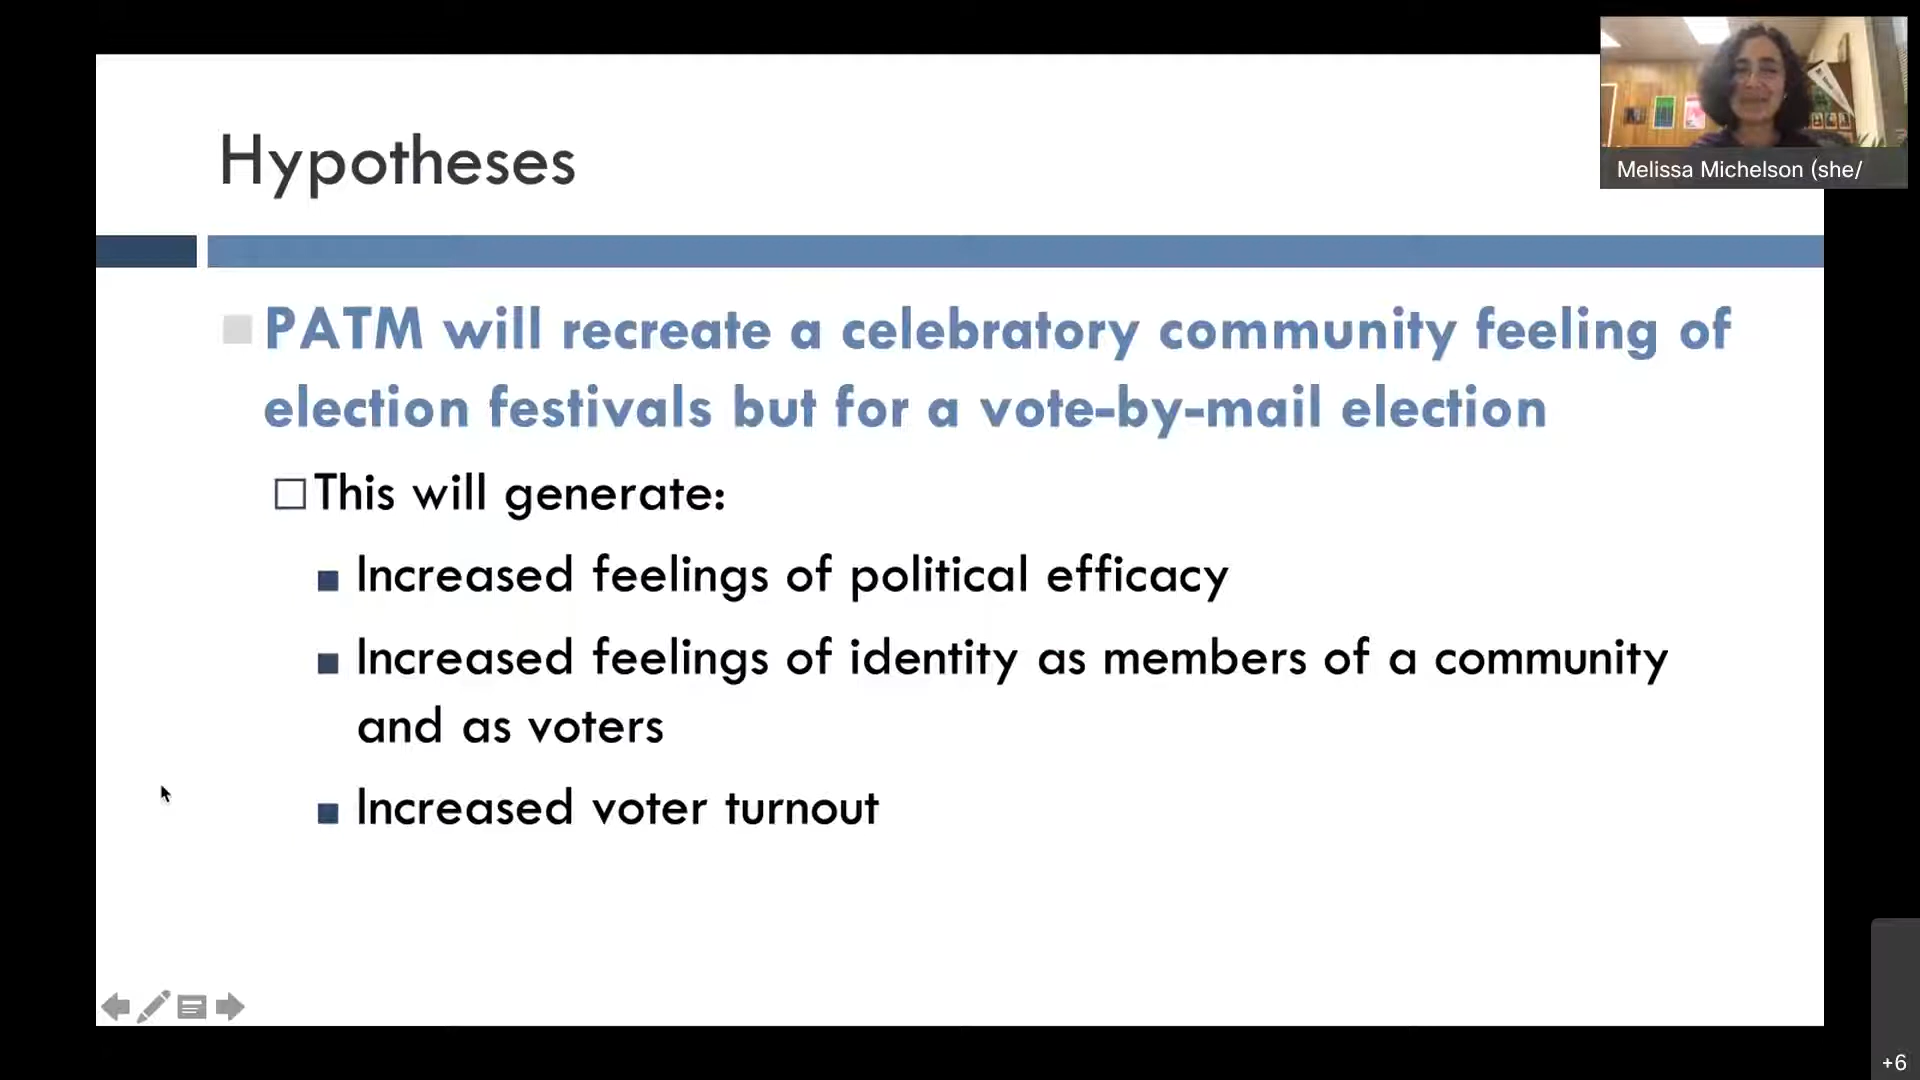 Hypotheses
Melissa Michelson (she/
PATM will recreate a celebratory community feeling of
election festivals but for a vote-by-mail election
This will generate:
Increased feelings of political efficacy
Increased feelings of identity as members of a community
and as voters
Increased voter turnout
+6